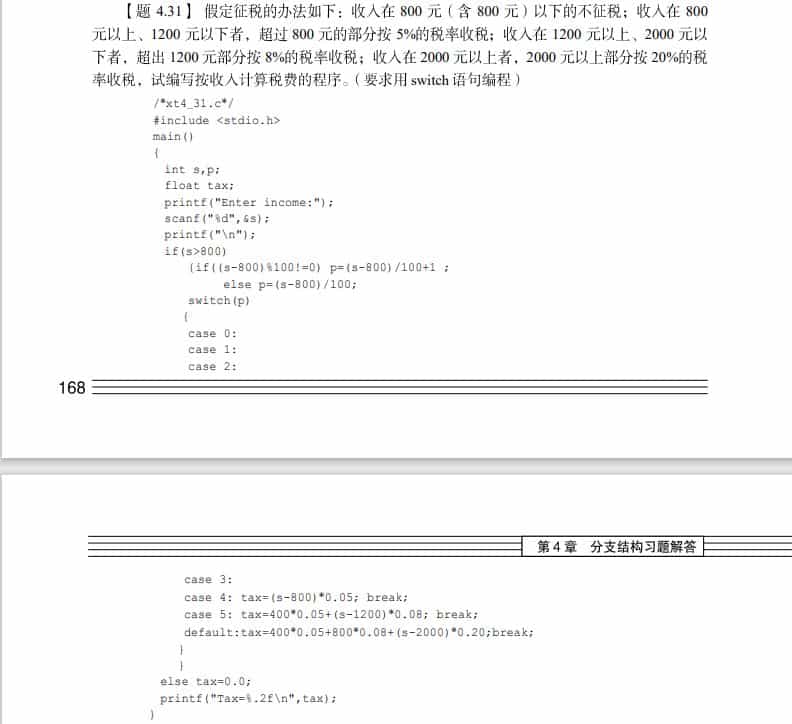 【题 4.31】 假定征税的办法如下：收入在 800 元（含 800 元）以下的不征税；收入在 800
元以上、1200 元以下者，超过 800 元的部分按 5%的税率收税；收入在 1200 元以上、2000 元以
下者，超出 1200 元部分按 8%的税率收税；收入在 2000 元以上者，2000 元以上部分按 20%的税
率收税，试编写按收入计算税费的程序。（要求用 switch 语句编程）
/*xt4_31.c*/
#include <stdio.h>
main()
{
int s,p;
float tax;
printf("Enter income:");
scanf("%d",&s);
printf("\n");
if(s>800)
{if((s-800)%100!=0) p=(s-800)/100+1 ;
else p=(s-800)/100;
switch(p)
{
case 0:
case 1:
case 2:
168
第 4 章 分支结构习题解答
case 3:
case 4: tax=(s-800)*0.05; break;
case 5: tax=400*0.05+(s-1200)*0.08; break;
default:tax=400*0.05+800*0.08+(s-2000)*0.20;break;
}
}
else tax=0.0;
printf("Tax=%.2f\n",tax);
}